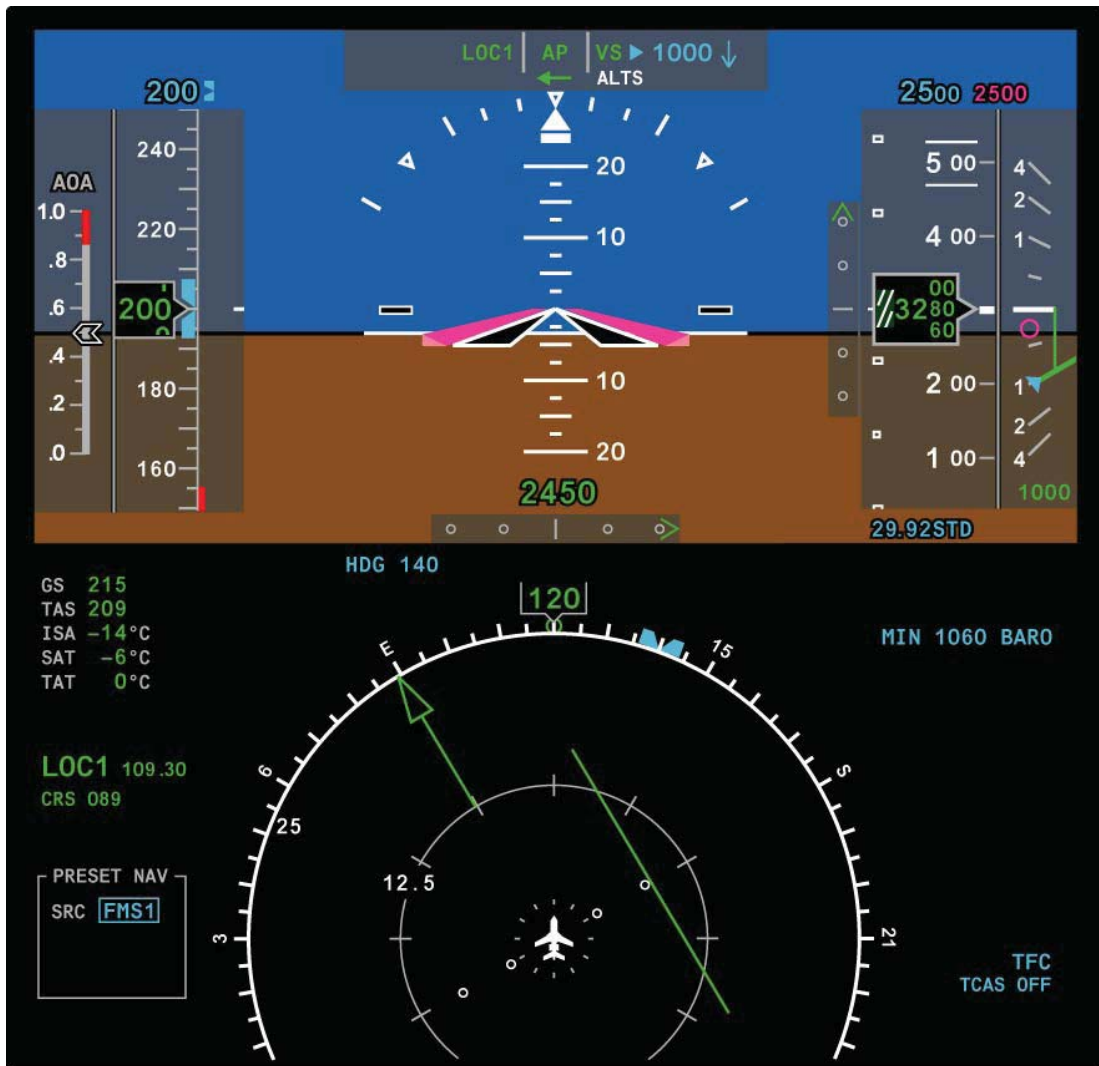 LOC1 AP VS 1000
ALTS
200
2500 2500
AOA
1.0
.8
.6
.4
.2
.0
240
220
200
180
160
20
10
10
20
5 00
4 00
32 80
00
60
2 00
1 00
4
2
1
1
2
4
1000
2450
29.92STD
HDG 140
120
GS 215
TAS 209
ISA -14°C
SAT -6°C
TAT 0°C
MIN 1060 BARO
E
15
S
21
6
3
25
12.5
LOC1 109.30
CRS 089
PRESET NAV
SRC FMS1
TFC
TCAS OFF